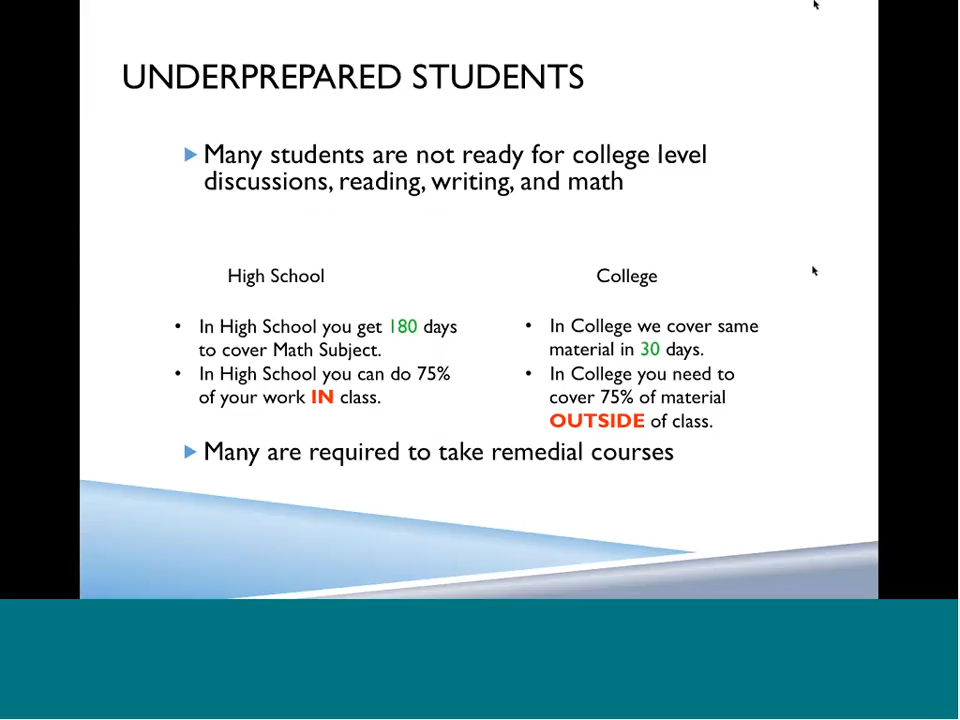 UNDERPREPARED STUDENTS
Many students are not ready for college level
discussions, reading, writing, and math
High School
• In High School you get 180 days
to cover Math Subject.
• In High School you can do 75%
of your work IN class.
College
• In College we cover same
material in 30 days.
• In College you need to
cover 75% of material
OUTSIDE of class.
Many are required to take remedial courses